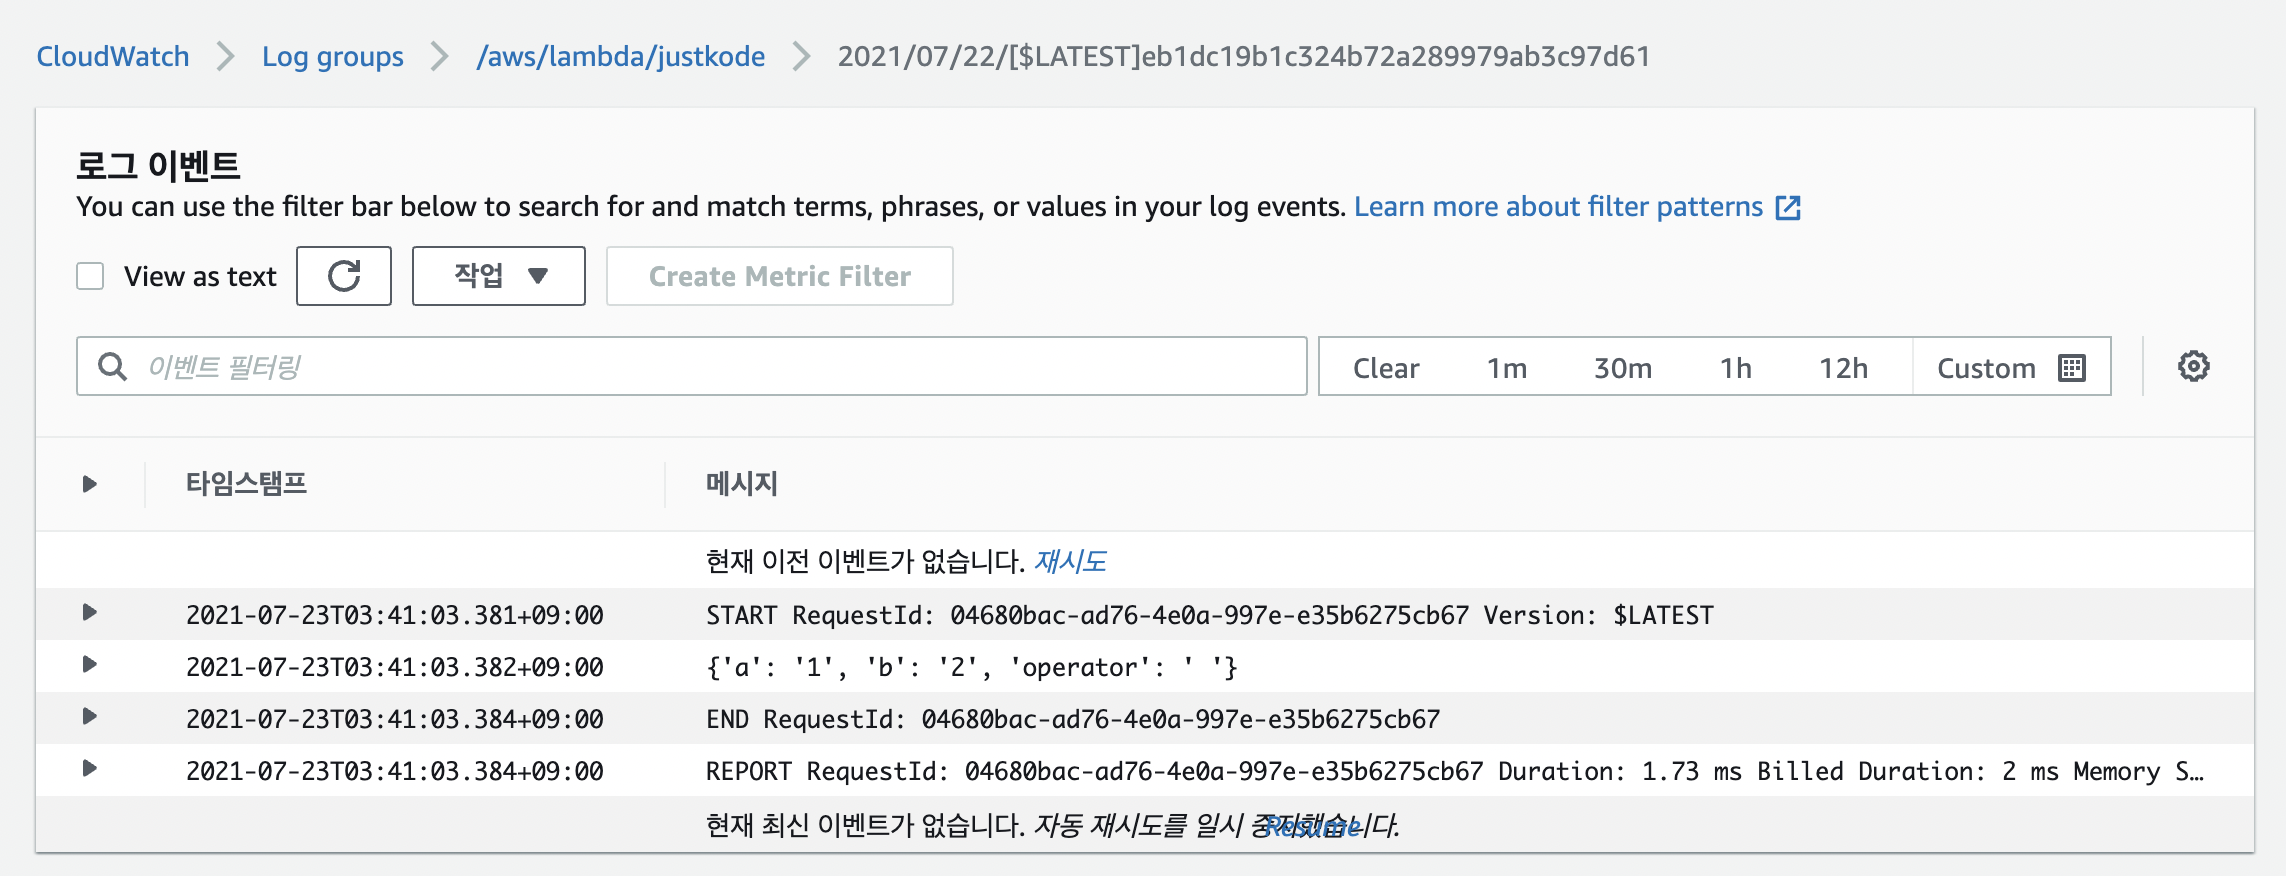 CloudWatch > Log groups > /aws/lambda/justkode > 2021/07/22/[$LATEST]eb1dc19b1c324b72a289979ab3c97d61
로그 이벤트
You can use the filter bar below to search for and match terms, phrases, or values in your log events. Learn more about filter patterns
View as text 작업 Create Metric Filter
이벤트 필터링 Clear 1m 30m 1h 12h Custom
타임스탬프 메시지
현재 이전 이벤트가 없습니다. 재시도
2021-07-23T03:41:03.381+09:00 START RequestId: 04680bac-ad76-4e0a-997e-e35b6275cb67 Version: $LATEST
2021-07-23T03:41:03.382+09:00 {'a': '1', 'b': '2', 'operator': ' '}
2021-07-23T03:41:03.384+09:00 END RequestId: 04680bac-ad76-4e0a-997e-e35b6275cb67
2021-07-23T03:41:03.384+09:00 REPORT RequestId: 04680bac-ad76-4e0a-997e-e35b6275cb67 Duration: 1.73 ms Billed Duration: 2 ms Memory S…
현재 최신 이벤트가 없습니다. 자동 재시도를 일시 중지했습니다. Resume